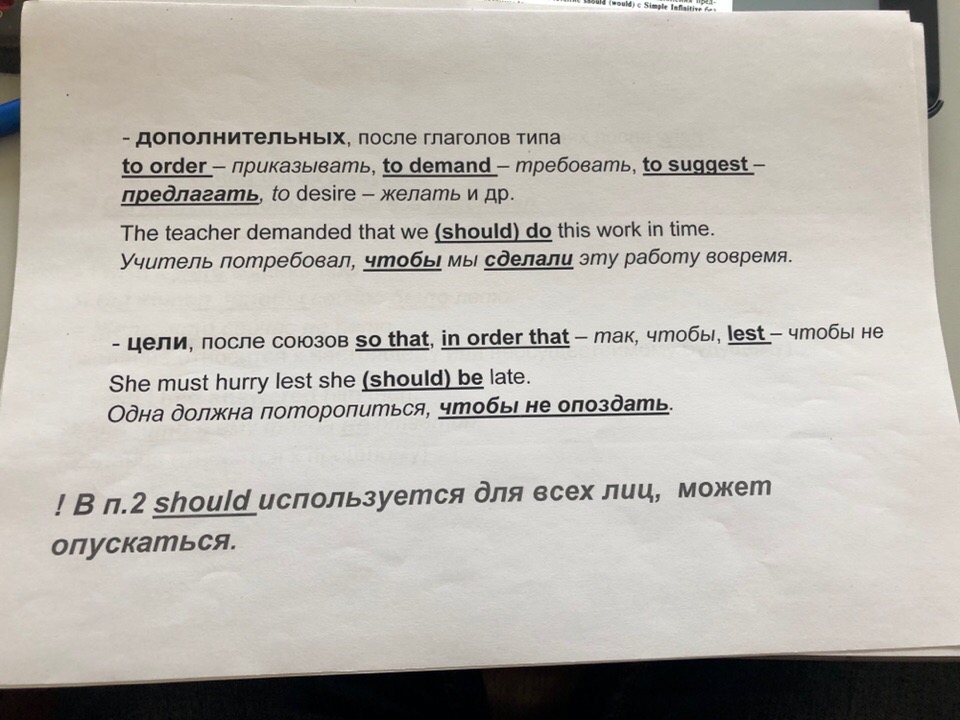 should (would) с Simple Infinitive без
- дополнительных, после глаголов типа
to order – приказывать, to demand – требовать, to suggest –
предлагать, to desire – желать и др.
The teacher demanded that we (should) do this work in time.
Учитель потребовал, чтобы мы сделали эту работу вовремя.
- цели, после союзов so that, in order that – так, чтобы, lest – чтобы не
She must hurry lest she (should) be late.
Одна должна поторопиться, чтобы не опоздать.
! В п.2 should используется для всех лиц, может
опускаться.